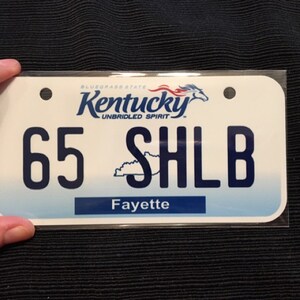 BLUEGRASS STATE
Kentucky
UNBRIDLED SPIRIT
65 SHLB
Fayette